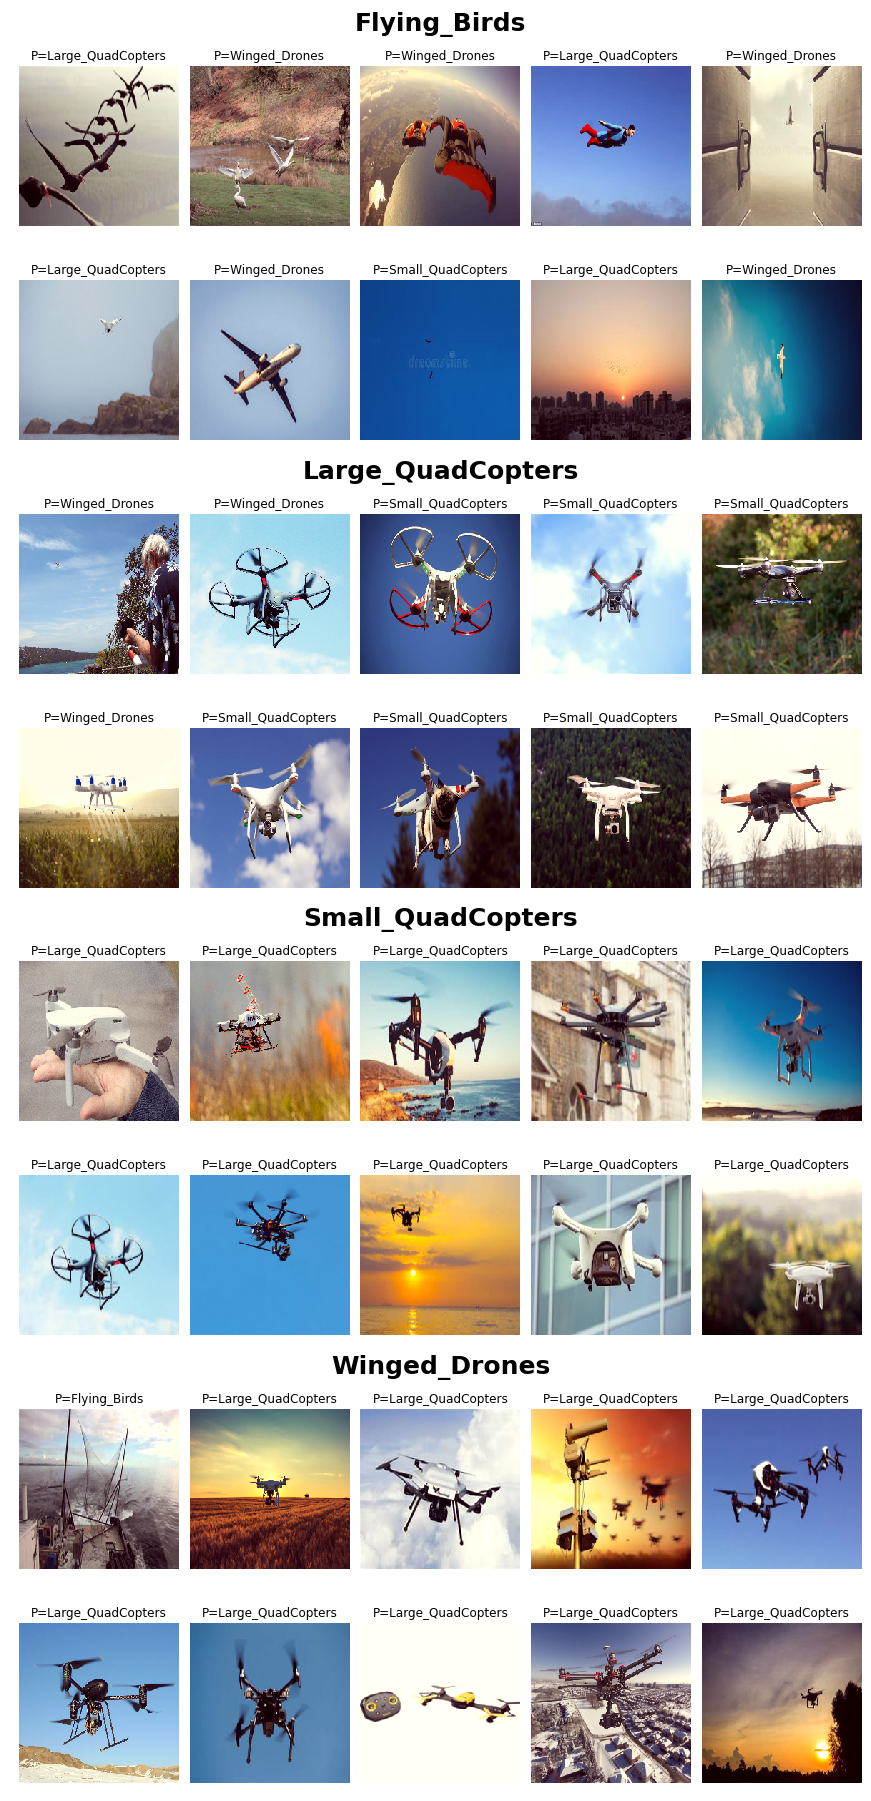 Flying_Birds
P=Large_QuadCopters P=Winged_Drones P=Winged_Drones P=Large_QuadCopters P=Winged_Drones
P=Large_QuadCopters P=Winged_Drones P=Small_QuadCopters P=Large_QuadCopters P=Winged_Drones
dreamstime
Large_QuadCopters
P=Winged_Drones P=Winged_Drones P=Small_QuadCopters P=Small_QuadCopters P=Small_QuadCopters
P=Winged_Drones P=Small_QuadCopters P=Small_QuadCopters P=Small_QuadCopters P=Small_QuadCopters
Small_QuadCopters
P=Large_QuadCopters P=Large_QuadCopters P=Large_QuadCopters P=Large_QuadCopters P=Large_QuadCopters
P=Large_QuadCopters P=Large_QuadCopters P=Large_QuadCopters P=Large_QuadCopters P=Large_QuadCopters
Winged_Drones
P=Flying_Birds P=Large_QuadCopters P=Large_QuadCopters P=Large_QuadCopters P=Large_QuadCopters
P=Large_QuadCopters P=Large_QuadCopters P=Large_QuadCopters P=Large_QuadCopters P=Large_QuadCopters